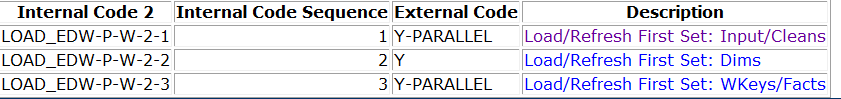 Internal Code 2 Internal Code Sequence External Code Description
LOAD_EDW-P-W-2-1 1 Y-PARALLEL Load/Refresh First Set: Input/Cleans
LOAD_EDW-P-W-2-2 2 Y Load/Refresh First Set: Dims
LOAD_EDW-P-W-2-3 3 Y-PARALLEL Load/Refresh First Set: WKeys/Facts